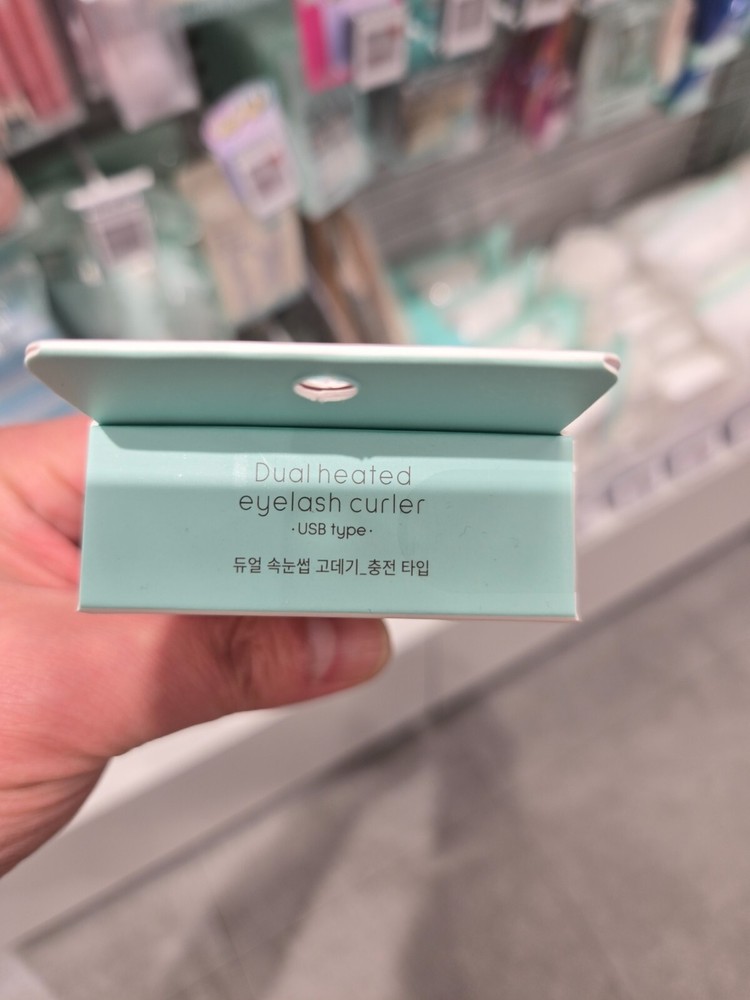 Dual heated
eyelash curler
·USB type·
듀얼 속눈썹 고데기_충전 타입